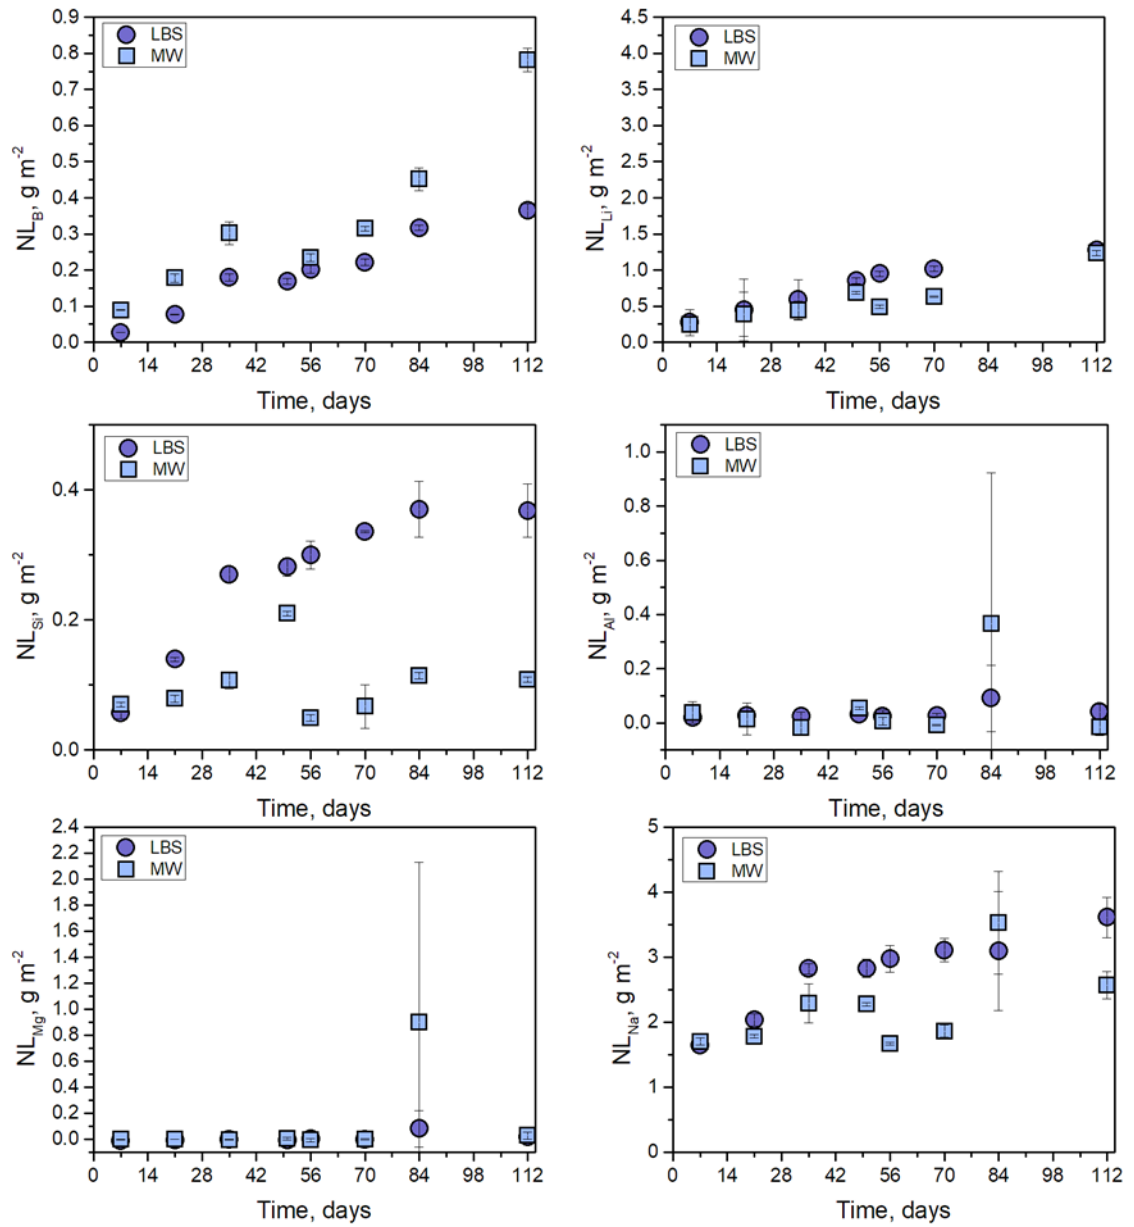 0.9
0.8
0.7
0.6
0.5
0.4
0.3
0.2
0.1
0.0
NL_B, g m⁻²
LBS
MW
0 14 28 42 56 70 84 98 112
Time, days
4.5
4.0
3.5
3.0
2.5
2.0
1.5
1.0
0.5
0.0
NL_Li, g m⁻²
LBS
MW
0 14 28 42 56 70 84 98 112
Time, days
0.4
0.2
0.0
NL_Si, g m⁻²
LBS
MW
0 14 28 42 56 70 84 98 112
Time, days
1.0
0.8
0.6
0.4
0.2
0.0
NL_Al, g m⁻²
LBS
MW
0 14 28 42 56 70 84 98 112
Time, days
2.4
2.2
2.0
1.8
1.6
1.4
1.2
1.0
0.8
0.6
0.4
0.2
0.0
NL_Mg, g m⁻²
LBS
MW
0 14 28 42 56 70 84 98 112
Time, days
5
4
3
2
1
0
NL_Na, g m⁻²
LBS
MW
0 14 28 42 56 70 84 98 112
Time, days